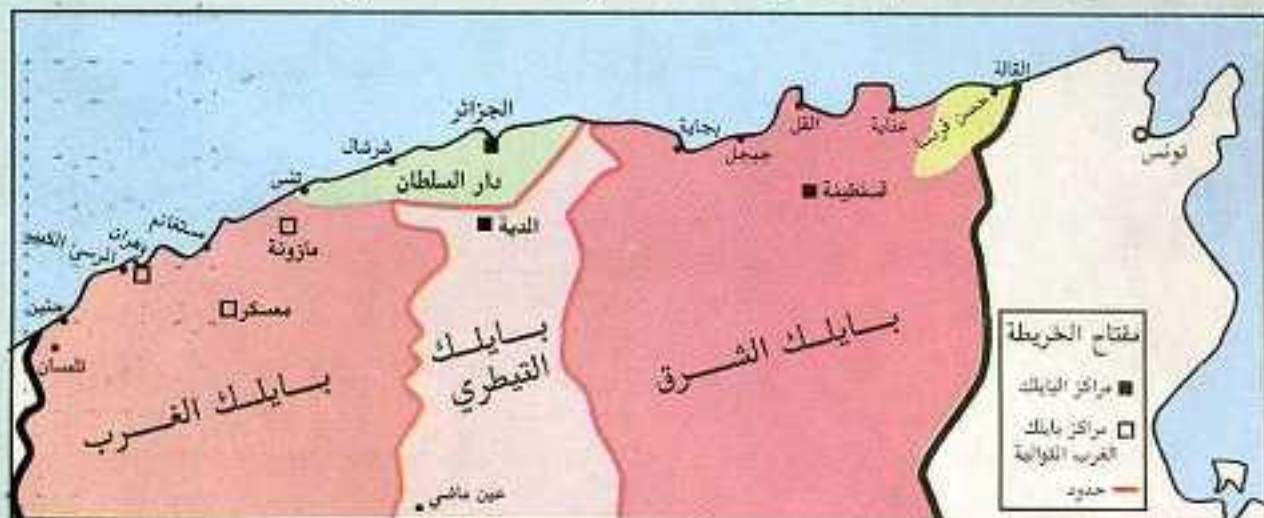 القالة
حصن فرنسا
الجزائر
عنابة
القل
جيجل
بجاية
تونس
شرشال
دار السلطان
تنس
قسنطينة
المدية
مستغانم
وهران
المرسى الكبير
مازونة
معسكر
حنين
تلمسان
بايلك الشرق
بايلك
التيطري
بايلك الغرب
عين ماضي
مفتاح الخريطة
مراكز البايلك
مراكز بايلك
الغرب المتوالية
حدود